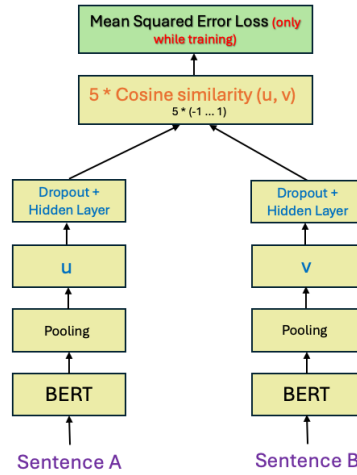 Mean Squared Error Loss (only
while training)
5 * Cosine similarity (u, v)
5 * (-1 ... 1)
Dropout +
Hidden Layer
Dropout +
Hidden Layer
u
v
Pooling
Pooling
BERT
BERT
Sentence A
Sentence B